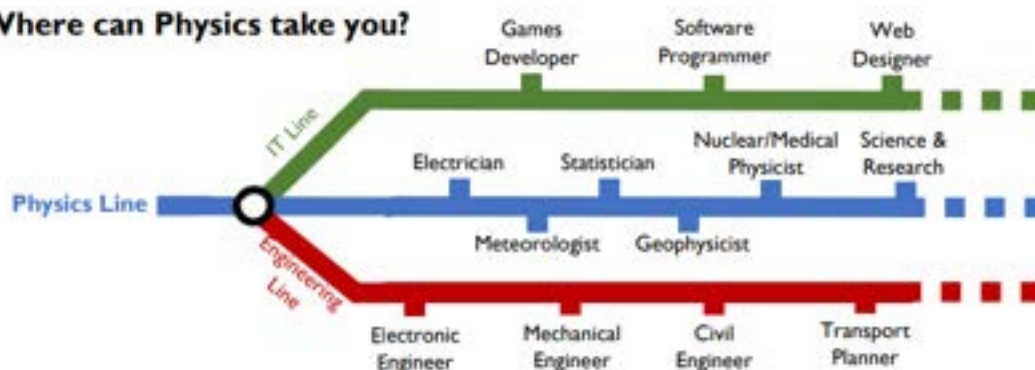 Where can Physics take you?
Games
Developer
Software
Programmer
Web
Designer
IT Line
Electrician
Statistician
Nuclear/Medical
Physicist
Science &
Research
Physics Line
Meteorologist
Geophysicist
Engineering
Line
Electronic
Engineer
Mechanical
Engineer
Civil
Engineer
Transport
Planner